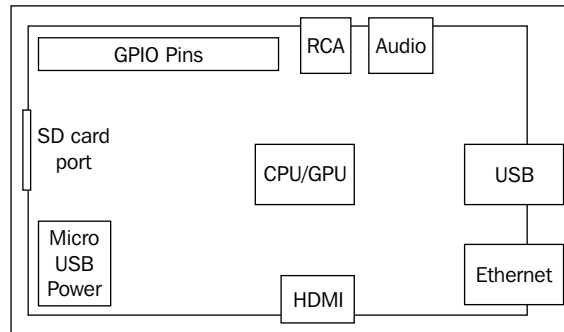 GPIO Pins
RCA
Audio
SD card
port
CPU/GPU
USB
Micro
USB
Power
HDMI
Ethernet